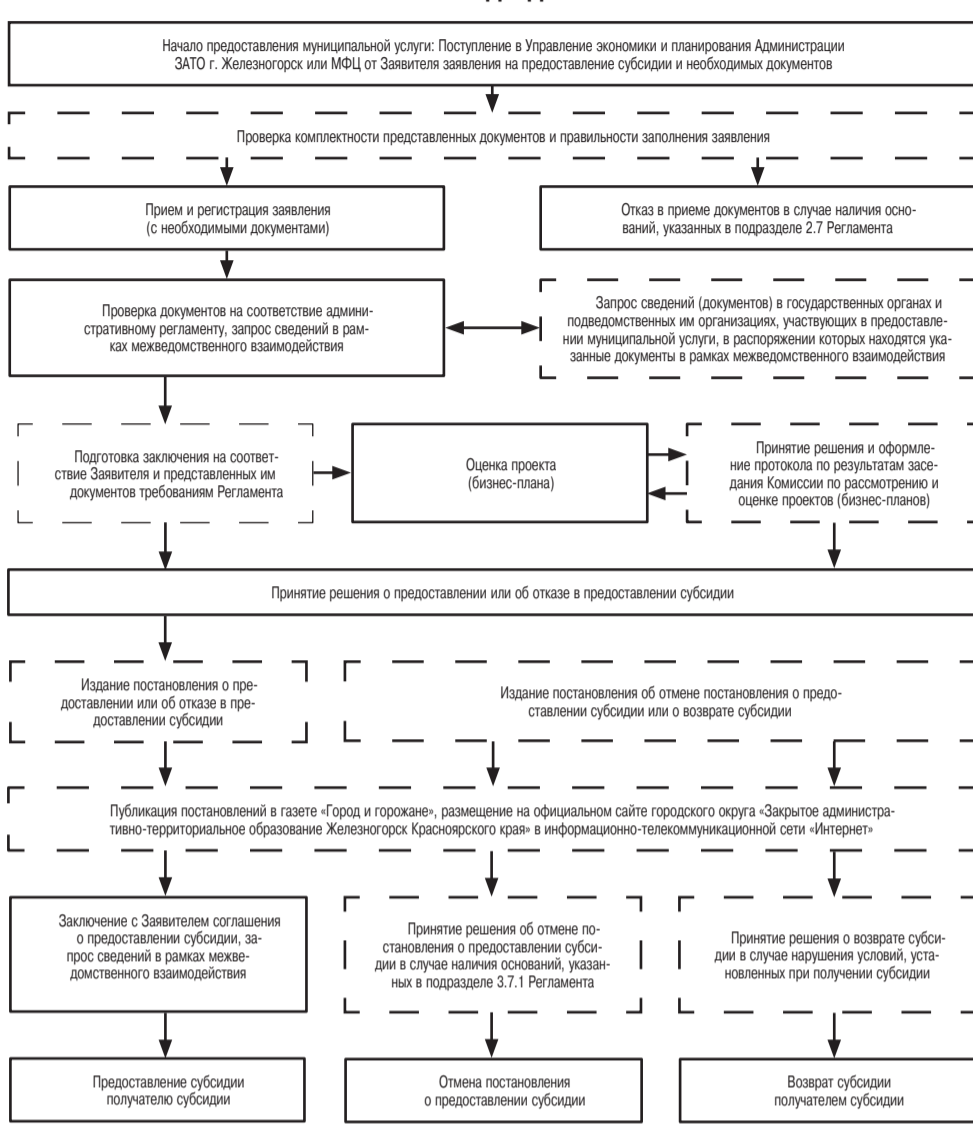 Начало предоставления муниципальной услуги: Поступление в Управление экономики и планирования Администрации
ЗАТО г. Железногорск или МФЦ от Заявителя заявления на предоставление субсидии и необходимых документов
Проверка комплектности представленных документов и правильности заполнения заявления
Прием и регистрация заявления
(с необходимыми документами)
Отказ в приеме документов в случае наличия осно-
ваний, указанных в подразделе 2.7 Регламента
Проверка документов на соответствие админи-
стративному регламенту, запрос сведений в рам-
ках межведомственного взаимодействия
Запрос сведений (документов) в государственных органах и
подведомственных им организациях, участвующих в предоставле-
нии муниципальной услуги, в распоряжении которых находятся ука-
занные документы в рамках межведомственного взаимодействия
Подготовка заключения на соответ-
ствие Заявителя и представленных им
документов требованиям Регламента
Оценка проекта
(бизнес-плана)
Принятие решения и оформле-
ние протокола по результатам засе-
дания Комиссии по рассмотрению и
оценке проектов (бизнес-планов)
Принятие решения о предоставлении или об отказе в предоставлении субсидии
Издание постановления о пре-
доставлении или об отказе в пре-
доставлении субсидии
Издание постановления об отмене постановления о предо-
ставлении субсидии или о возврате субсидии
Публикация постановлений в газете «Город и горожане», размещение на официальном сайте городского округа «Закрытое администра-
тивно-территориальное образование Железногорск Красноярского края» в информационно-телекоммуникационной сети «Интернет»
Заключение с Заявителем соглашения
о предоставлении субсидии, за-
прос сведений в рамках межве-
домственного взаимодействия
Принятие решения об отмене по-
становления о предоставлении субси-
дии в случае наличия оснований, указан-
ных в подразделе 3.7.1 Регламента
Принятие решения о возврате субси-
дии в случае нарушения условий, уста-
новленных при получении субсидии
Предоставление субсидии
получателю субсидии
Отмена постановления
о предоставлении субсидии
Возврат субсидии
получателем субсидии